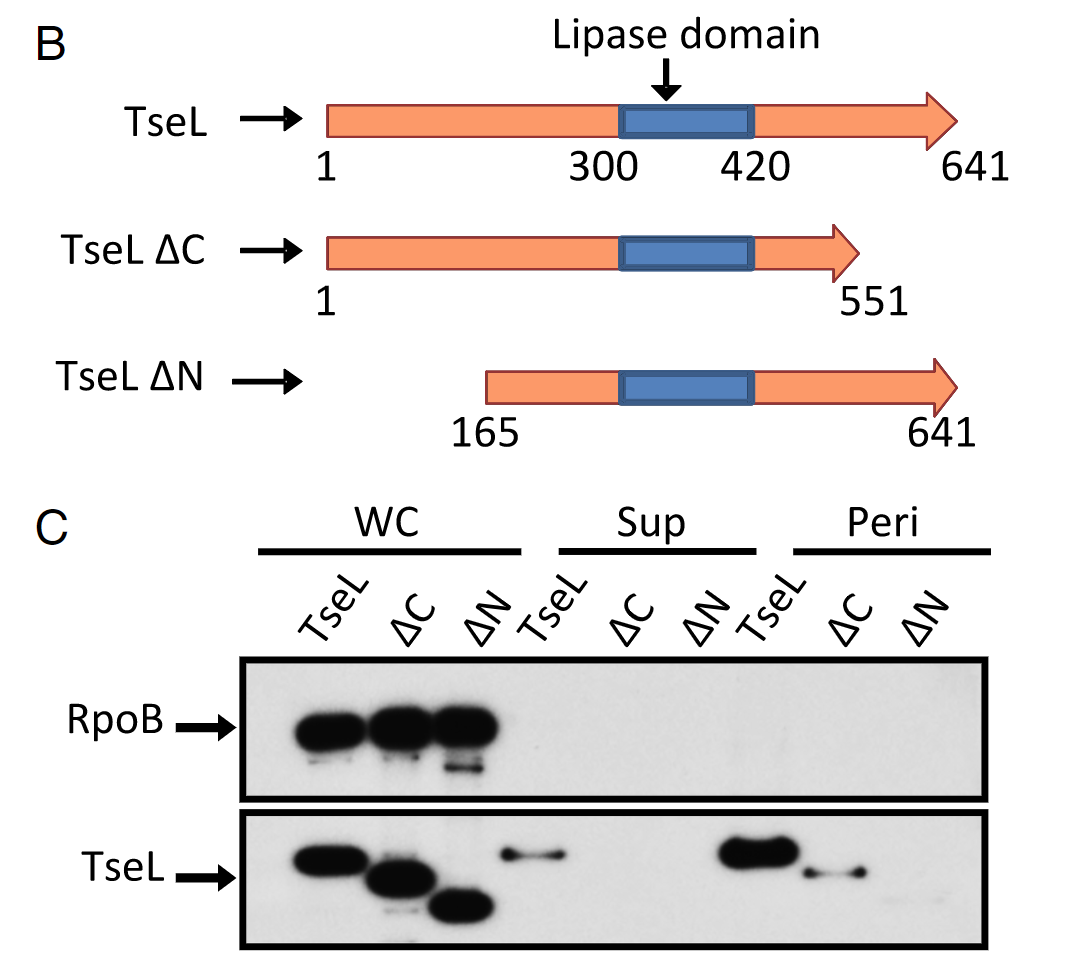 B
Lipase domain
TseL
1 300 420 641
TseL ΔC
1 551
TseL ΔN
165 641
C
WC Sup Peri
TseL ΔC ΔN TseL ΔC ΔN TseL ΔC ΔN
RpoB
TseL